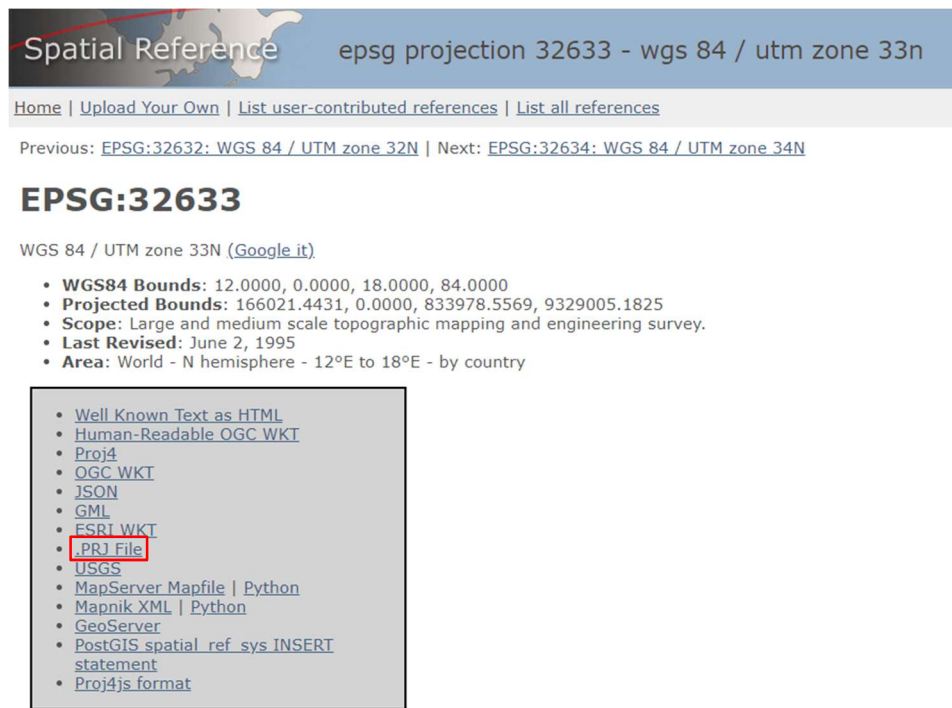 Spatial Reference epsg projection 32633 - wgs 84 / utm zone 33n
Home | Upload Your Own | List user-contributed references | List all references
Previous: EPSG:32632: WGS 84 / UTM zone 32N | Next: EPSG:32634: WGS 84 / UTM zone 34N
EPSG:32633
WGS 84 / UTM zone 33N (Google it)
• WGS84 Bounds: 12.0000, 0.0000, 18.0000, 84.0000
• Projected Bounds: 166021.4431, 0.0000, 833978.5569, 9329005.1825
• Scope: Large and medium scale topographic mapping and engineering survey.
• Last Revised: June 2, 1995
• Area: World - N hemisphere - 12°E to 18°E - by country
• Well Known Text as HTML
• Human-Readable OGC WKT
• Proj4
• OGC WKT
• JSON
• GML
• ESRI WKT
• .PRJ File
• USGS
• MapServer Mapfile | Python
• Mapnik XML | Python
• GeoServer
• PostGIS spatial_ref_sys INSERT
statement
• Proj4js format